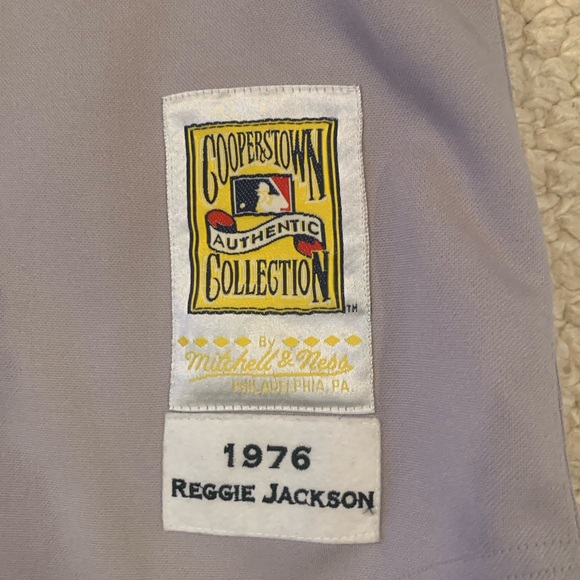 COOPERSTOWN
AUTHENTIC
COLLECTION
TM
By
Mitchell & Ness
PHILADELPHIA, PA.
1976
REGGIE JACKSON